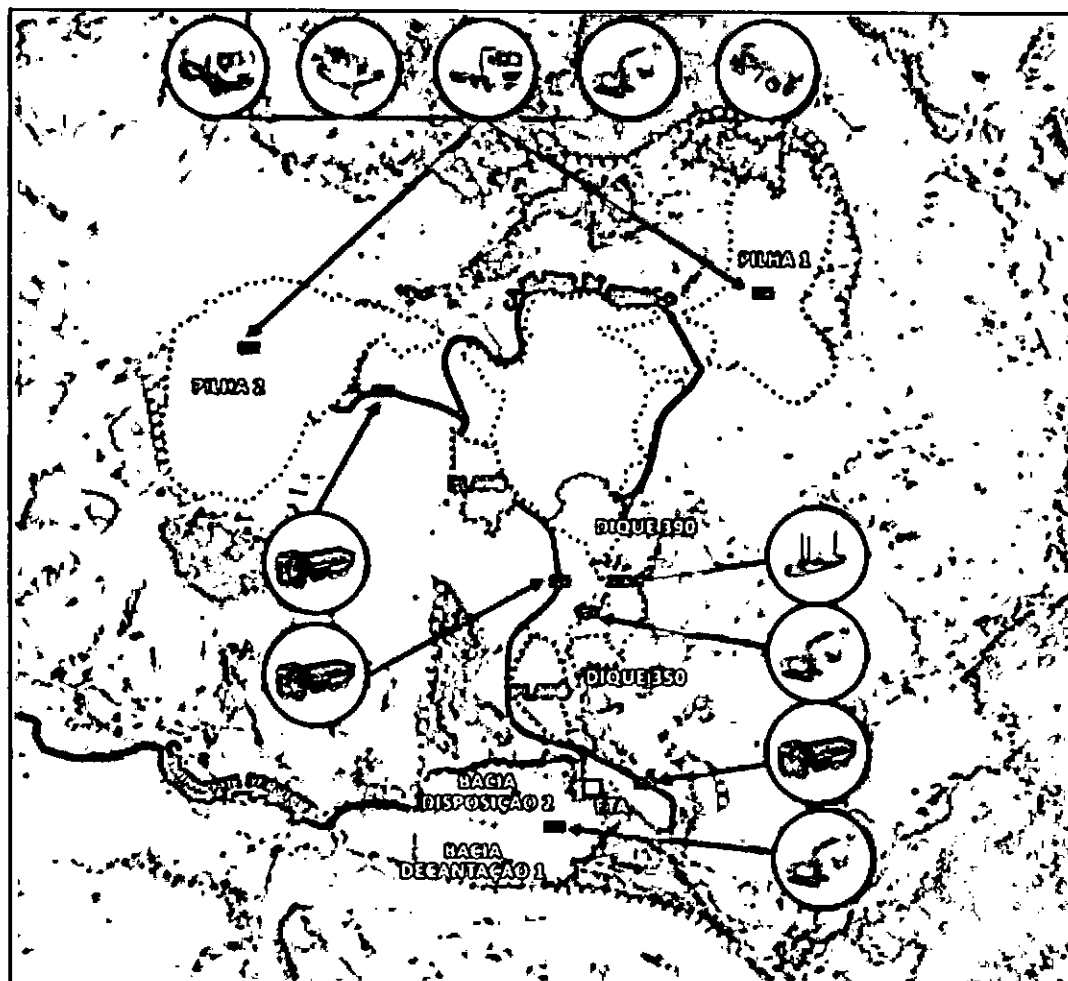 PILHA 1
PILHA 2
DIQUE 390
DIQUE 350
BACIA
DISPOSIÇÃO 2
ETA
BACIA
DECANTAÇÃO 1